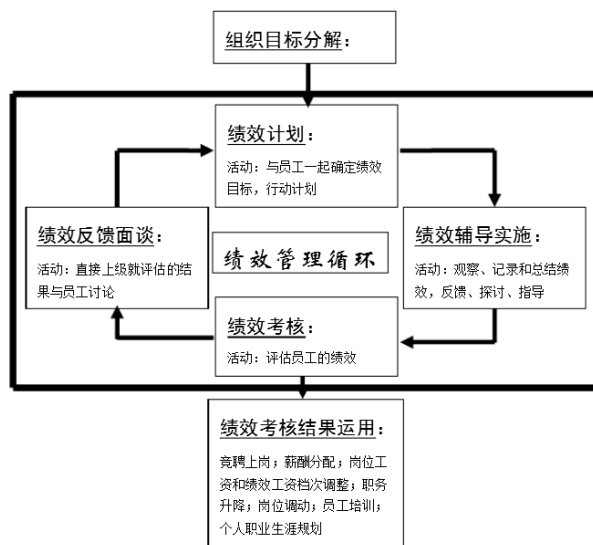 组织目标分解：
绩效计划：
活动：与员工一起确定绩效
目标，行动计划
绩效反馈面谈：
活动：直接上级就评估的结
果与员工讨论
绩效管理循环
绩效辅导实施：
活动：观察、记录和总结绩
效，反馈、探讨、指导
绩效考核：
活动：评估员工的绩效
绩效考核结果运用：
竞聘上岗；薪酬分配；岗位工
资和绩效工资档次调整；职务
升降；岗位调动；员工培训；
个人职业生涯规划